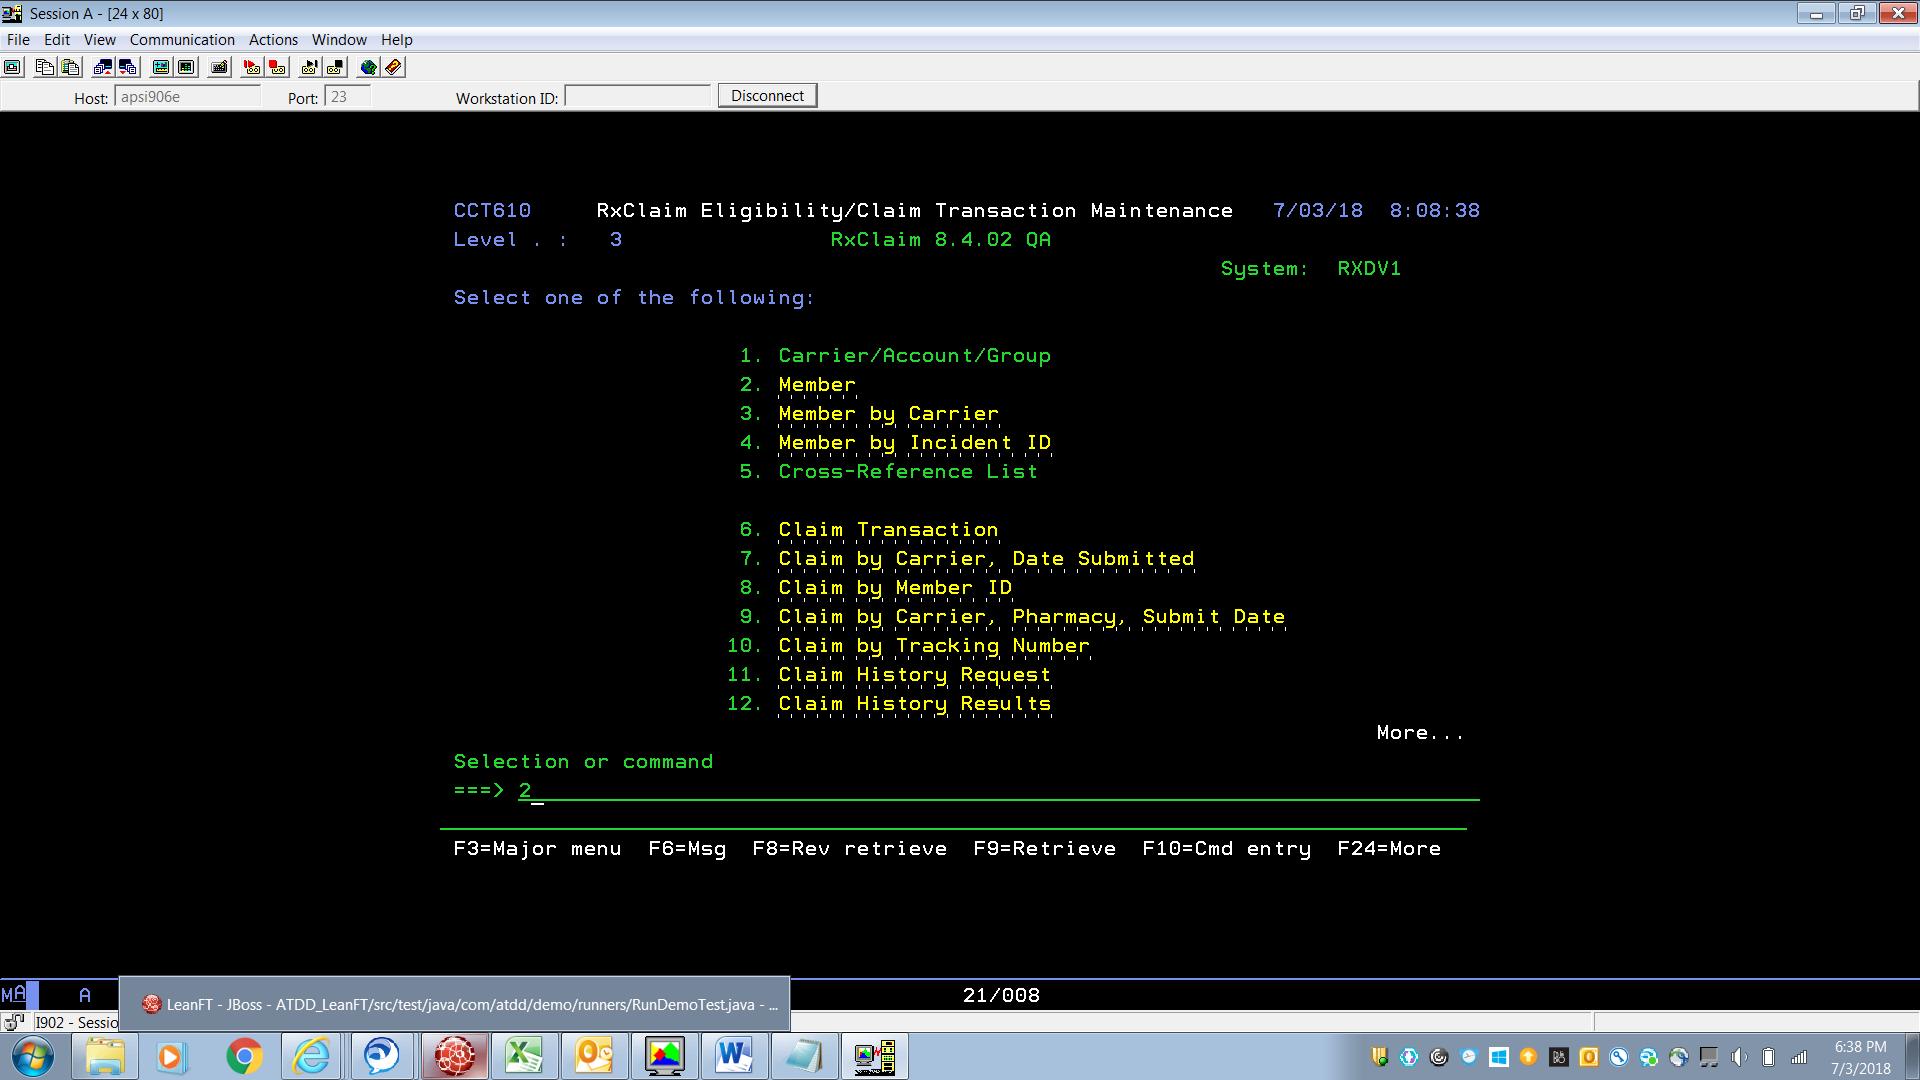 Session A - [24 x 80]
File Edit View Communication Actions Window Help
Host: apsi906e Port: 23 Workstation ID: Disconnect
CCT610 RxClaim Eligibility/Claim Transaction Maintenance 7/03/18 8:08:38
Level . : 3 RxClaim 8.4.02 QA
System: RXDV1
Select one of the following:
1. Carrier/Account/Group
2. Member
3. Member by Carrier
4. Member by Incident ID
5. Cross-Reference List
6. Claim Transaction
7. Claim by Carrier, Date Submitted
8. Claim by Member ID
9. Claim by Carrier, Pharmacy, Submit Date
10. Claim by Tracking Number
11. Claim History Request
12. Claim History Results
More...
Selection or command
===> 2_
F3=Major menu F6=Msg F8=Rev retrieve F9=Retrieve F10=Cmd entry F24=More
MA A 21/008
LeanFT - JBoss - ATDD_LeanFT/src/test/java/com/atdd/demo/runners/RunDemoTest.java - ...
I902 - Sessio
6:38 PM
7/3/2018